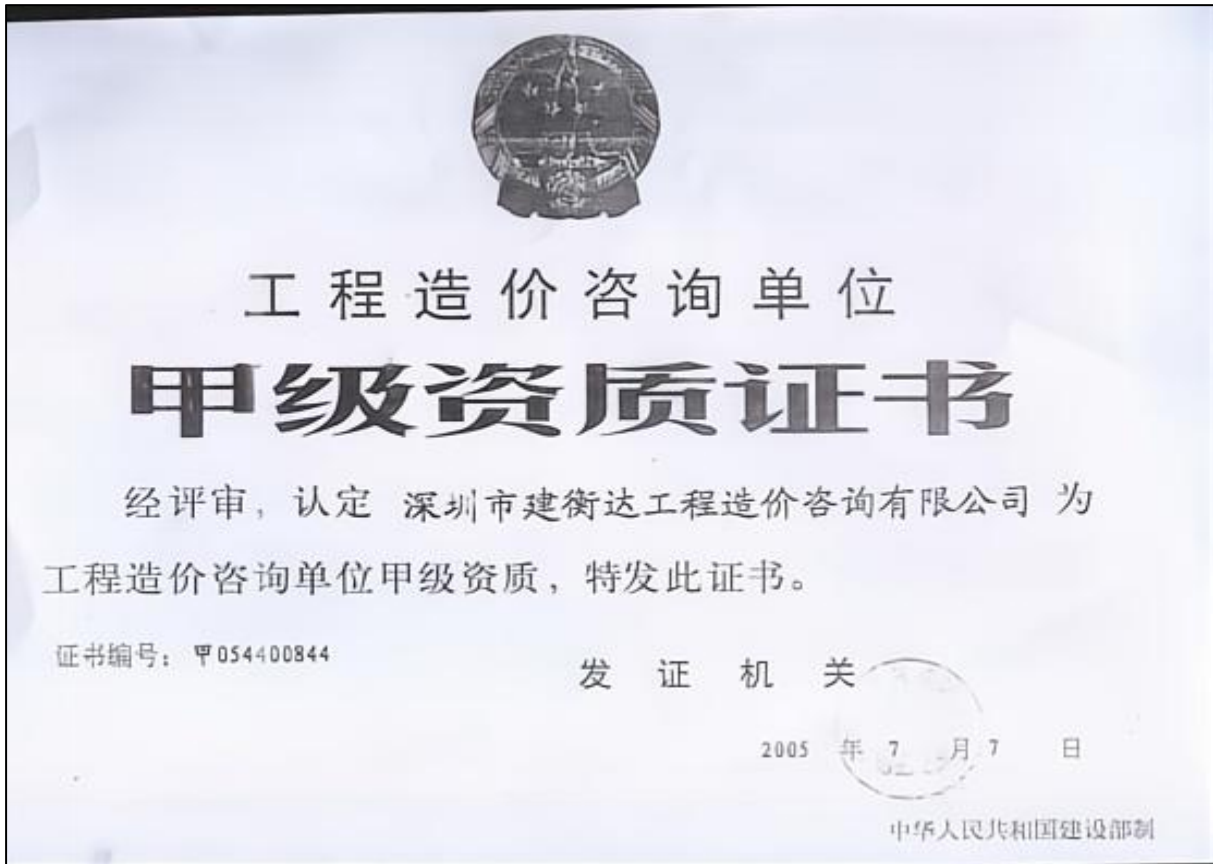 工程造价咨询单位
甲级资质证书
经评审，认定 深圳市建衡达工程造价咨询有限公司 为
工程造价咨询单位甲级资质，特发此证书。
证书编号：甲054400844
发证机关
2005 年 7 月 7 日
中华人民共和国建设部制